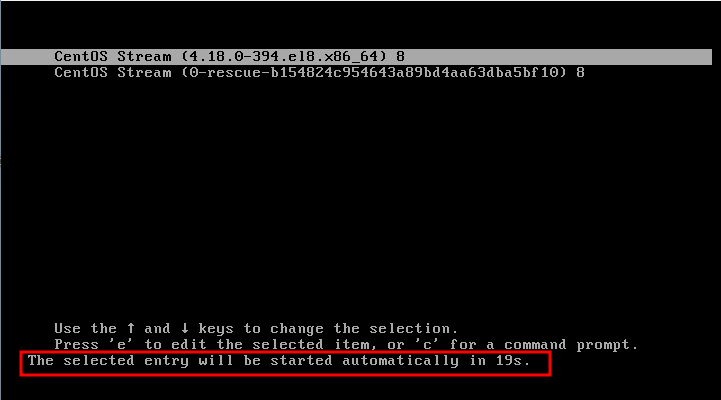 CentOS Stream (4.18.0-394.el8.x86_64) 8
CentOS Stream (0-rescue-b154824c954643a89bd4aa63dba5bf10) 8
Use the ↑ and ↓ keys to change the selection.
Press 'e' to edit the selected item, or 'c' for a command prompt.
The selected entry will be started automatically in 19s.